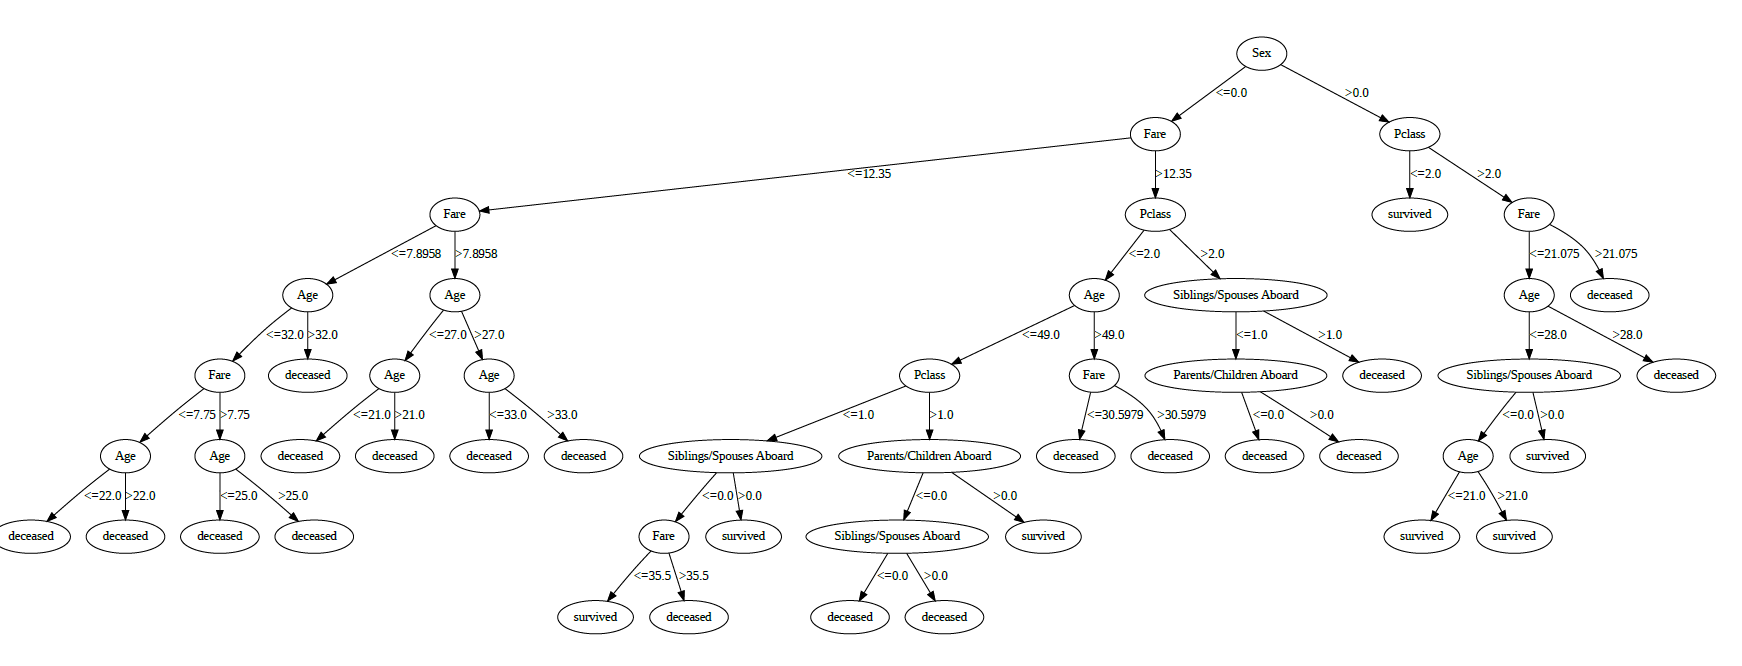 Sex
<=0.0 >0.0
Fare Pclass
<=12.35 >12.35 <=2.0 >2.0
Fare Pclass survived Fare
<=7.8958 >7.8958 <=2.0 >2.0 <=21.075 >21.075
Age Age Age Siblings/Spouses Aboard Age deceased
<=32.0 >32.0 <=27.0 >27.0 <=49.0 >49.0 <=1.0 >1.0 <=28.0 >28.0
Fare deceased Age Age Pclass Fare Parents/Children Aboard deceased Siblings/Spouses Aboard deceased
<=7.75 >7.75 <=21.0 >21.0 <=33.0 >33.0 <=1.0 >1.0 <=30.5979 >30.5979 <=0.0 >0.0 <=0.0 >0.0
Age Age deceased deceased deceased deceased Siblings/Spouses Aboard Parents/Children Aboard deceased deceased deceased deceased Age survived
<=22.0 >22.0 <=25.0 >25.0 <=0.0 >0.0 <=0.0 >0.0 <=21.0 >21.0
deceased deceased deceased deceased Fare survived Siblings/Spouses Aboard survived survived survived
<=35.5 >35.5 <=0.0 >0.0
survived deceased deceased deceased